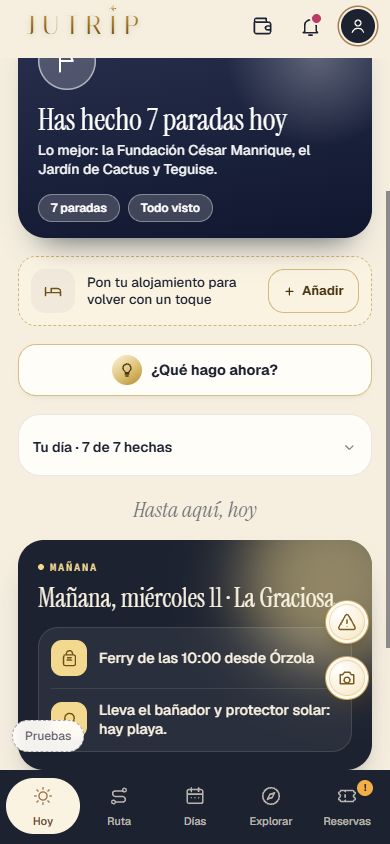 JUTRIP
Has hecho 7 paradas hoy
Lo mejor: la Fundación César Manrique, el
Jardín de Cactus y Teguise.
7 paradas
Todo visto
Pon tu alojamiento para
volver con un toque
+ Añadir
¿Qué hago ahora?
Tu día · 7 de 7 hechas
Hasta aquí, hoy
MAÑANA
Mañana, miércoles 11 · La Graciosa
Ferry de las 10:00 desde Órzola
Lleva el bañador y protector solar:
hay playa.
Pruebas
Hoy
Ruta
Días
Explorar
!
Reservas